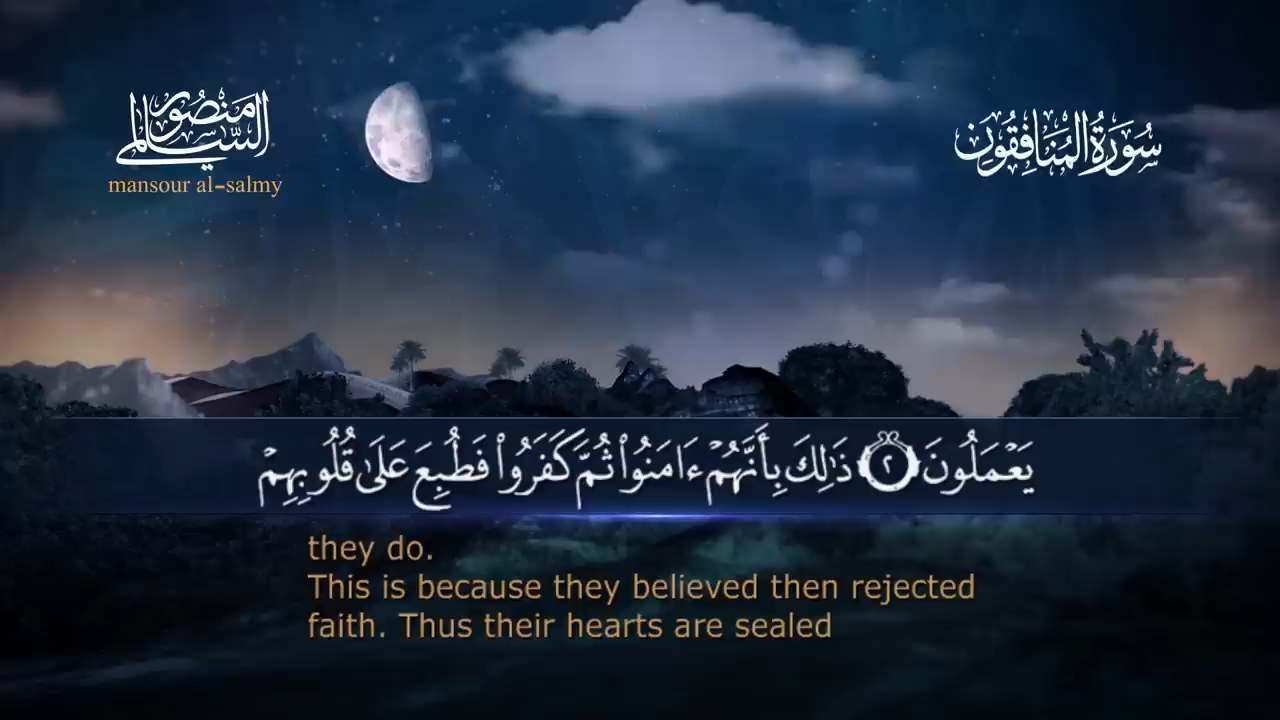 منصور
السالمي
mansour al-salmy
سُورَةُ المُنَافِقُون
يَعۡمَلُونَ ٢ ذَٰلِكَ بِأَنَّهُمۡ ءَامَنُواْ ثُمَّ كَفَرُواْ فَطُبِعَ عَلَىٰ قُلُوبِهِمۡ
they do.
This is because they believed then rejected
faith. Thus their hearts are sealed